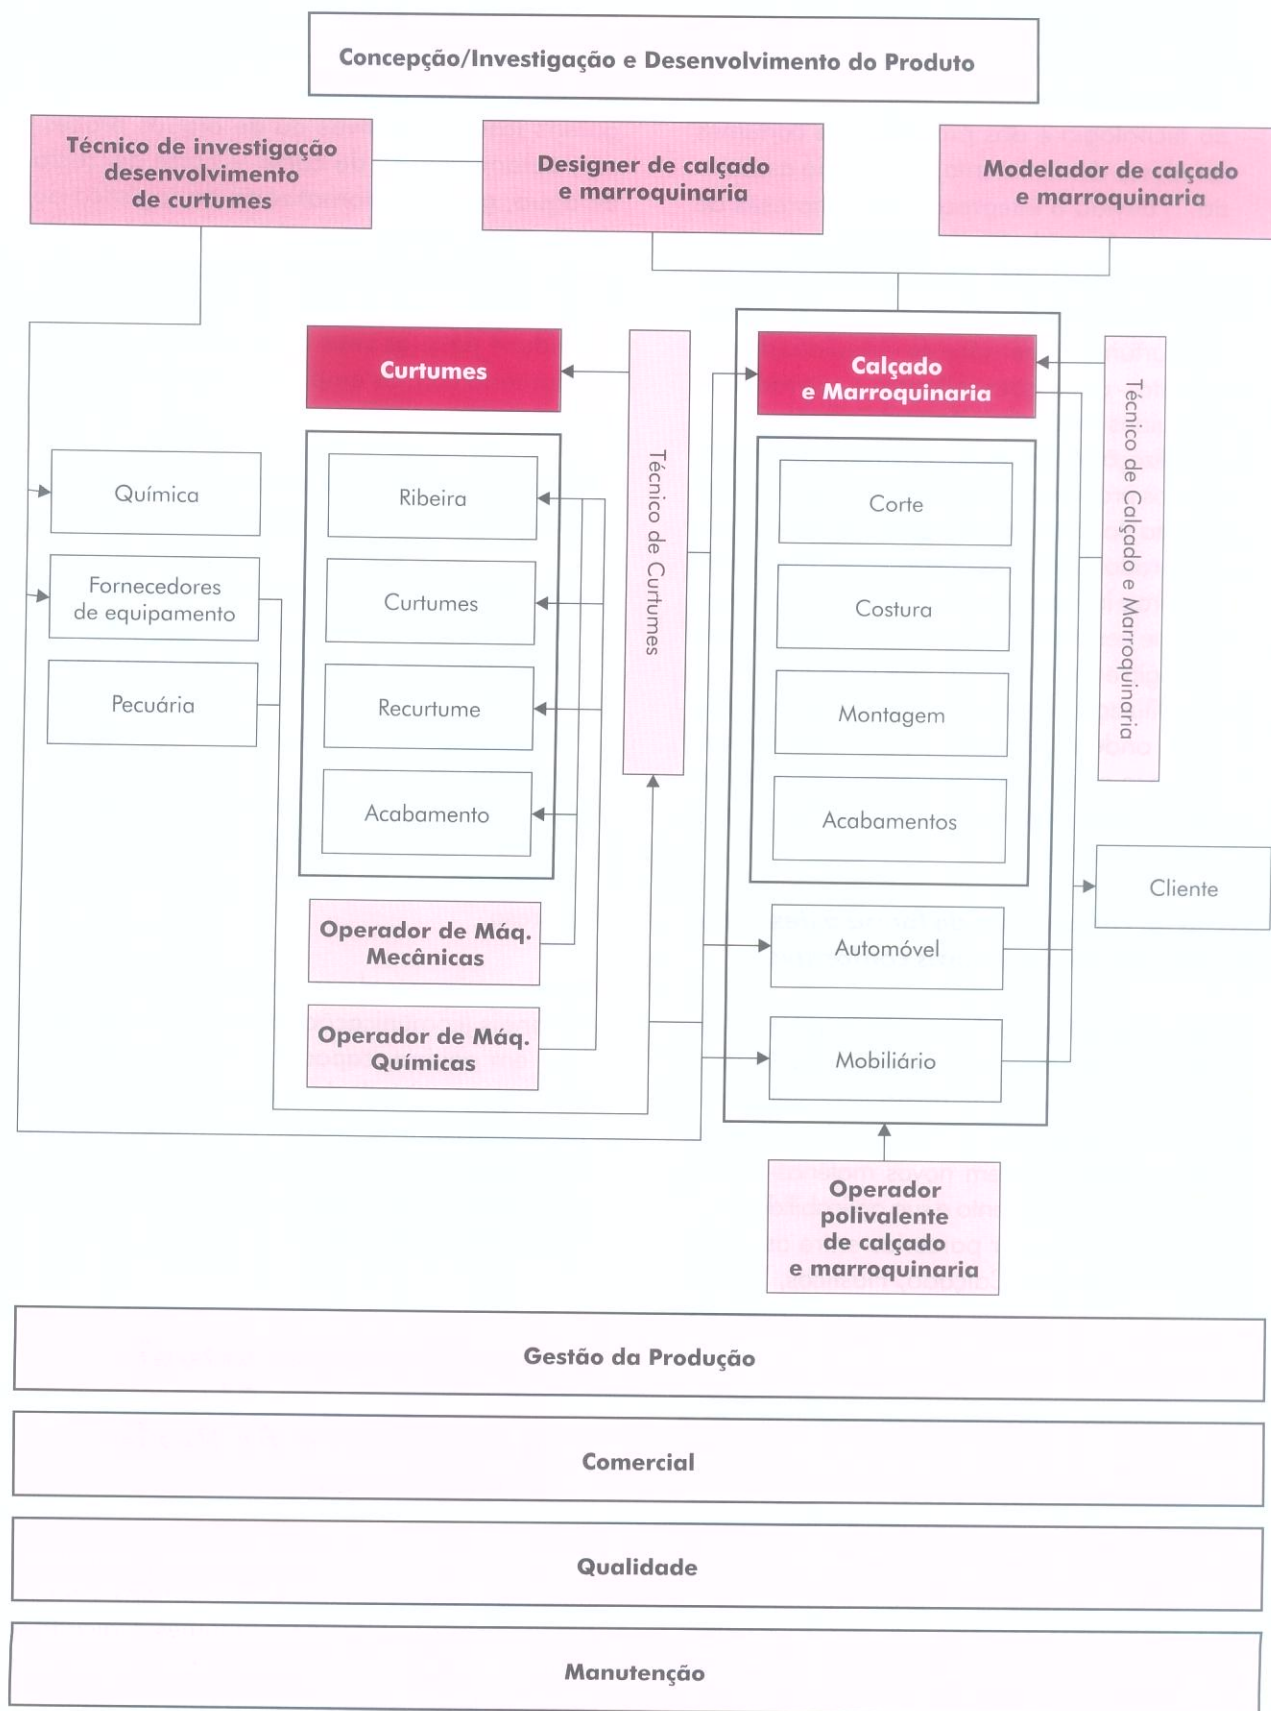 Concepção/Investigação e Desenvolvimento do Produto
Técnico de investigação
desenvolvimento
de curtumes
Designer de calçado
e marroquinaria
Modelador de calçado
e marroquinaria
Curtumes
Calçado
e Marroquinaria
Técnico de Curtumes
Técnico de Calçado e Marroquinaria
Química
Fornecedores
de equipamento
Pecuária
Ribeira
Curtumes
Recurtume
Acabamento
Corte
Costura
Montagem
Acabamentos
Cliente
Operador de Máq.
Mecânicas
Automóvel
Operador de Máq.
Químicas
Mobiliário
Operador
polivalente
de calçado
e marroquinaria
Gestão da Produção
Comercial
Qualidade
Manutenção